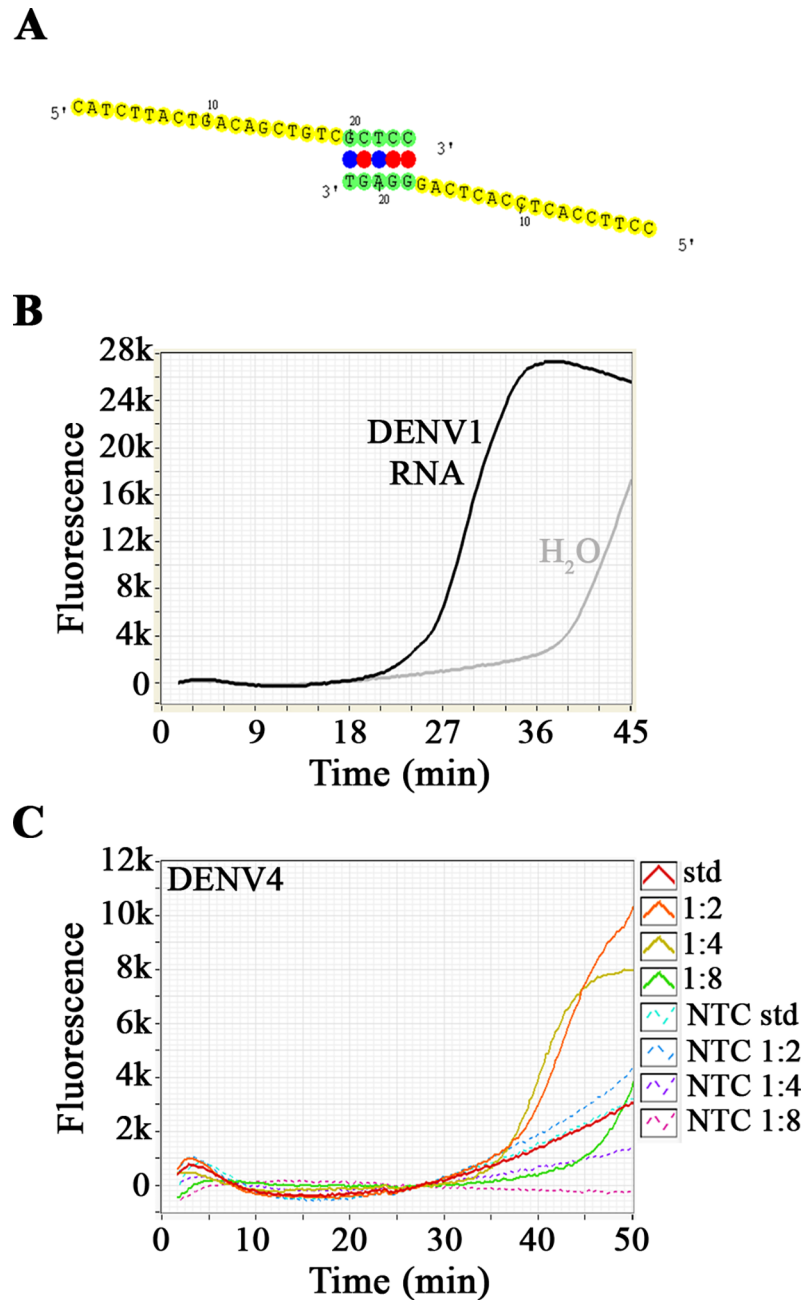 A
5' CATCTTACTGACAGCTGTCGCTCC 3'
10
20
3' TGAGGGACTCACCTCACCTTCC 5'
20
10
B
28k
24k
20k
16k
12k
8k
4k
0
Fluorescence
DENV1
RNA
H₂O
0 9 18 27 36 45
Time (min)
C
12k
10k
8k
6k
4k
2k
0
Fluorescence
DENV4
std
1:2
1:4
1:8
NTC std
NTC 1:2
NTC 1:4
NTC 1:8
0 10 20 30 40 50
Time (min)